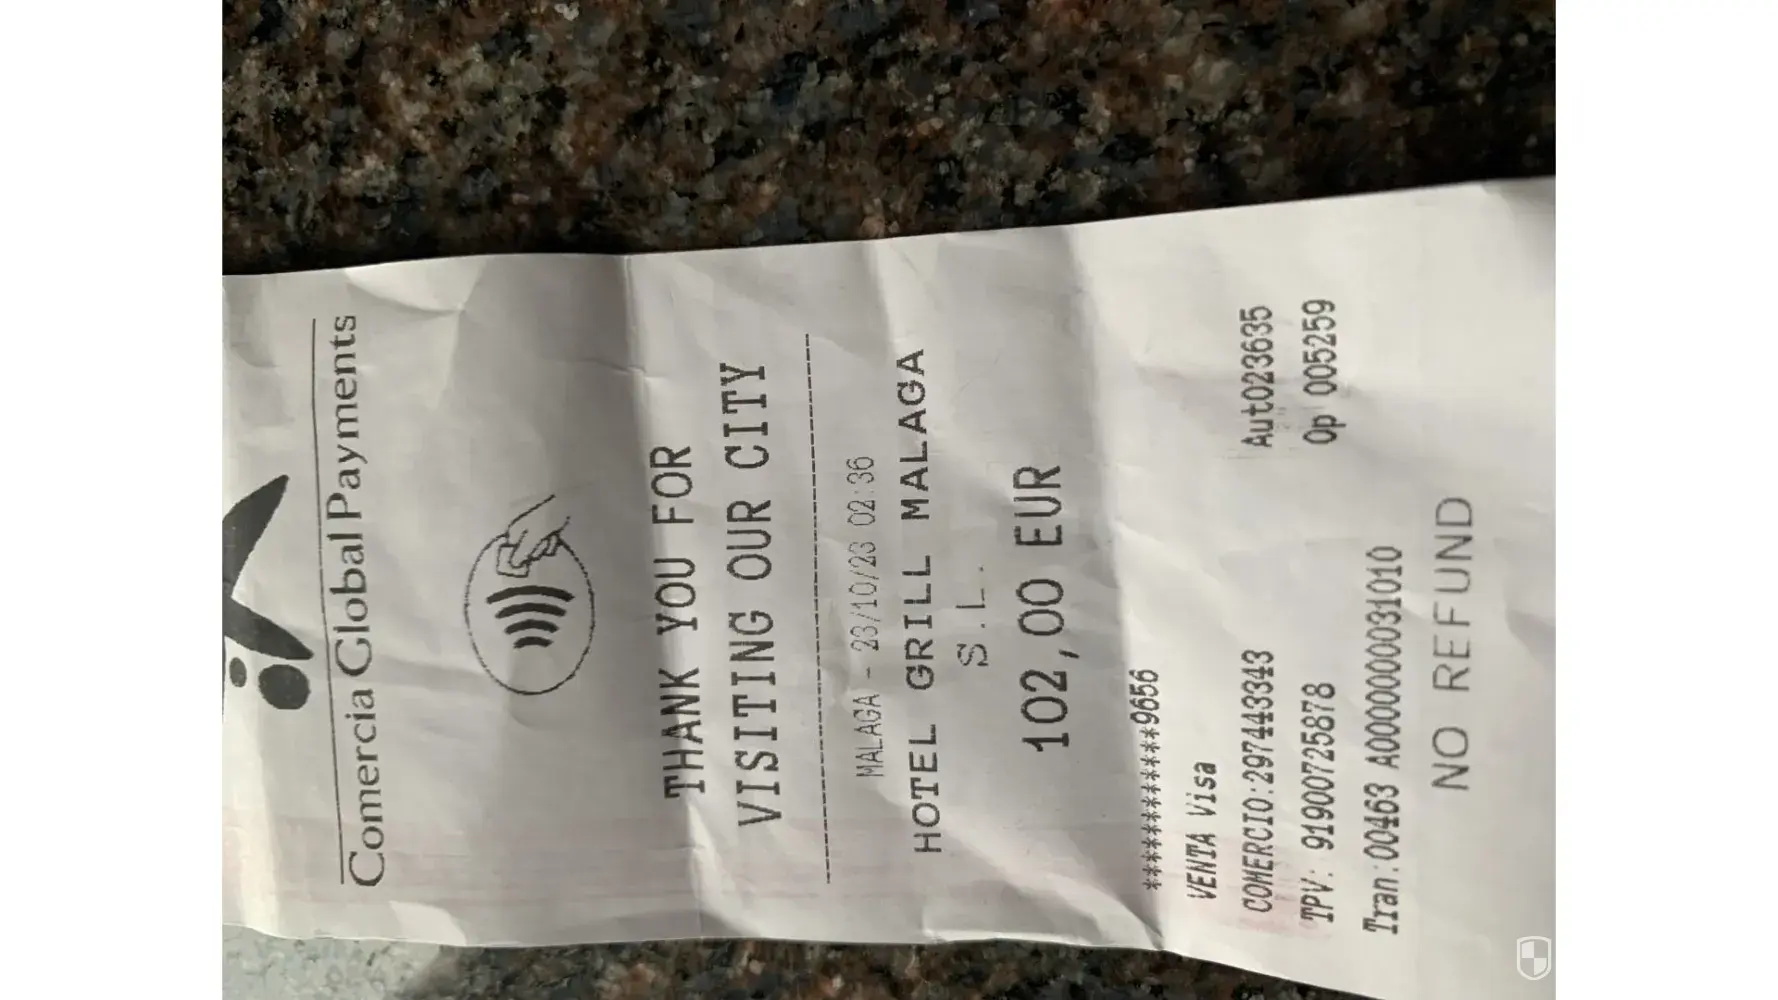 Comercia Global Payments
THANK YOU FOR
VISITING OUR CITY
MALAGA - 23/10/23 02:36
HOTEL GRILL MALAGA
S.L.
102,00 EUR
************9656
VENTA Visa
COMERCIO:297443343 Auto23635
TPV: 91900725878 Op 005259
Tran:00463 A0000000031010
NO REFUND